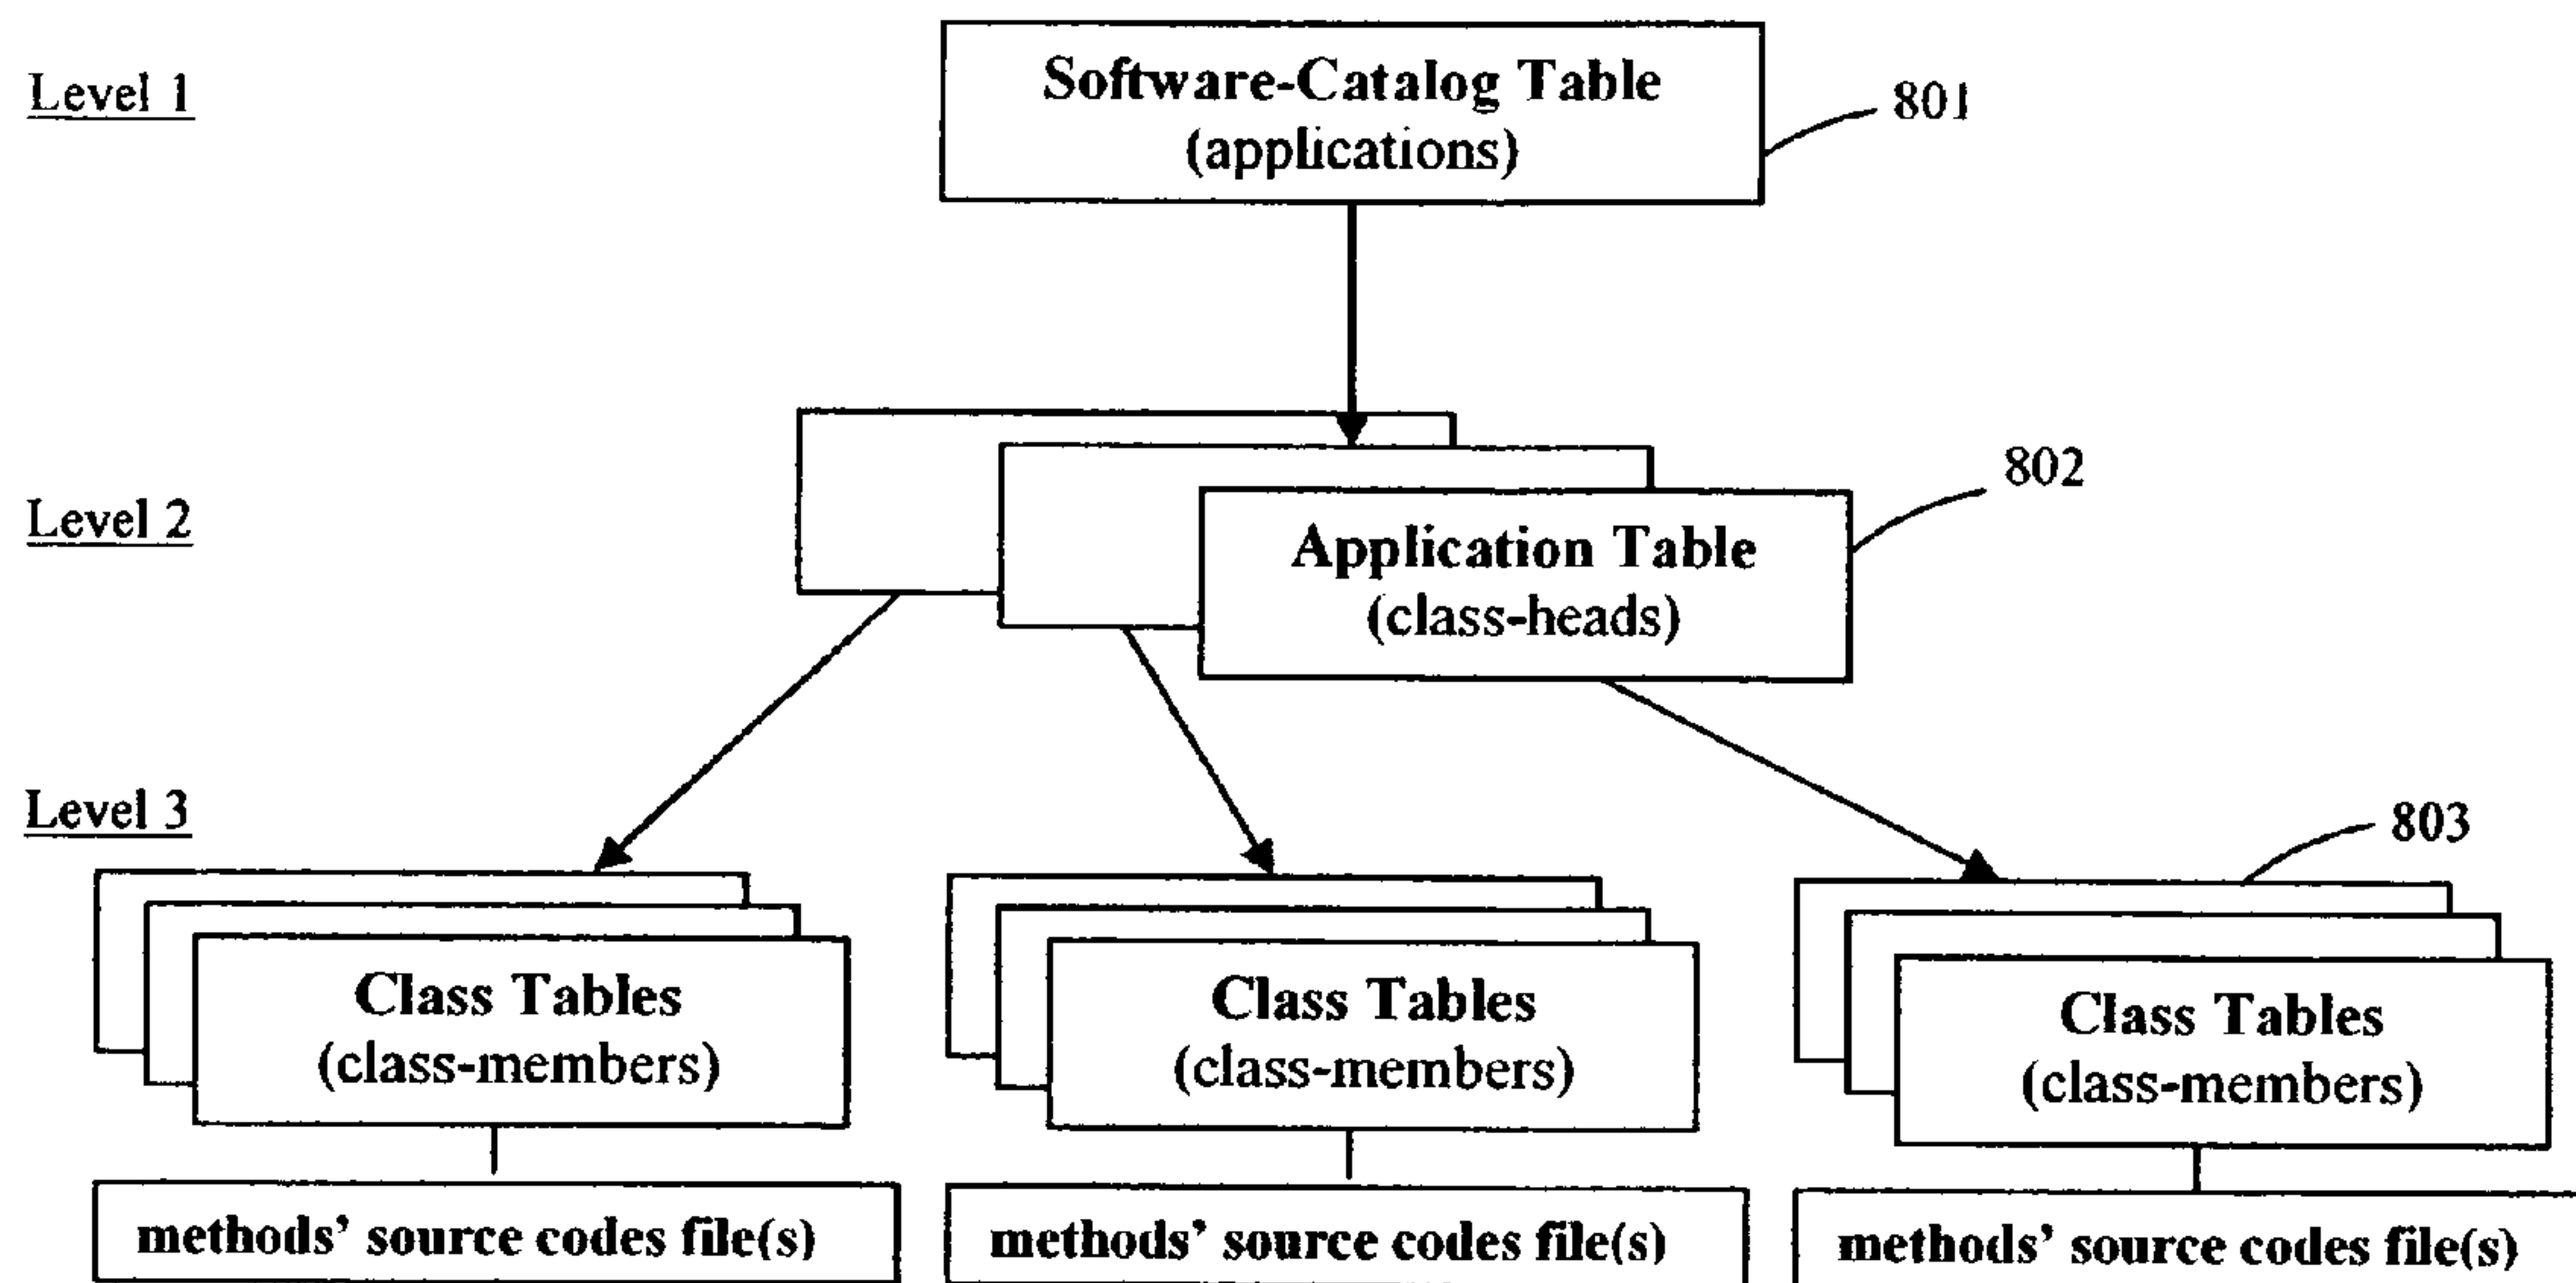 Level 1
Software-Catalog Table
(applications)
801
Level 2
802
Application Table
(class-heads)
Level 3
803
Class Tables
(class-members)
Class Tables
(class-members)
Class Tables
(class-members)
methods' source codes file(s)
methods' source codes file(s)
methods' source codes file(s)